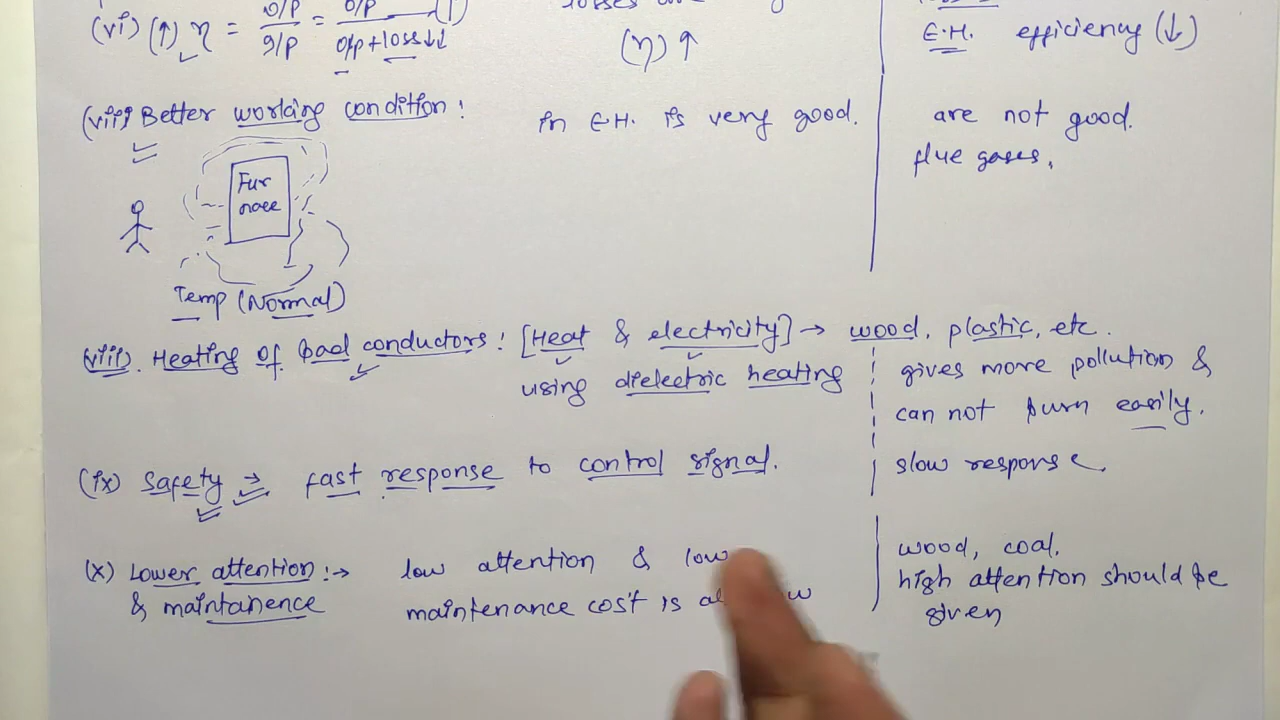 (vi) (↑) η = O/P / I/P = O/P / O/P + loss↓↓
losses
(η) ↑
E.H. efficiency (↓)
(vii) Better working condition :
in E.H. is very good.
are not good.
flue gases.
Fur
nace
Temp (Normal)
(viii). Heating of bad conductors : [Heat & electricity] → wood, plastic, etc.
using dielectric heating
gives more pollution &
can not burn easily.
(ix) Safety → fast response to control signal.
slow response.
(x) Lower attention :→
& maintanence
low attention & low
maintenance cost is
wood, coal.
high attention should be
given